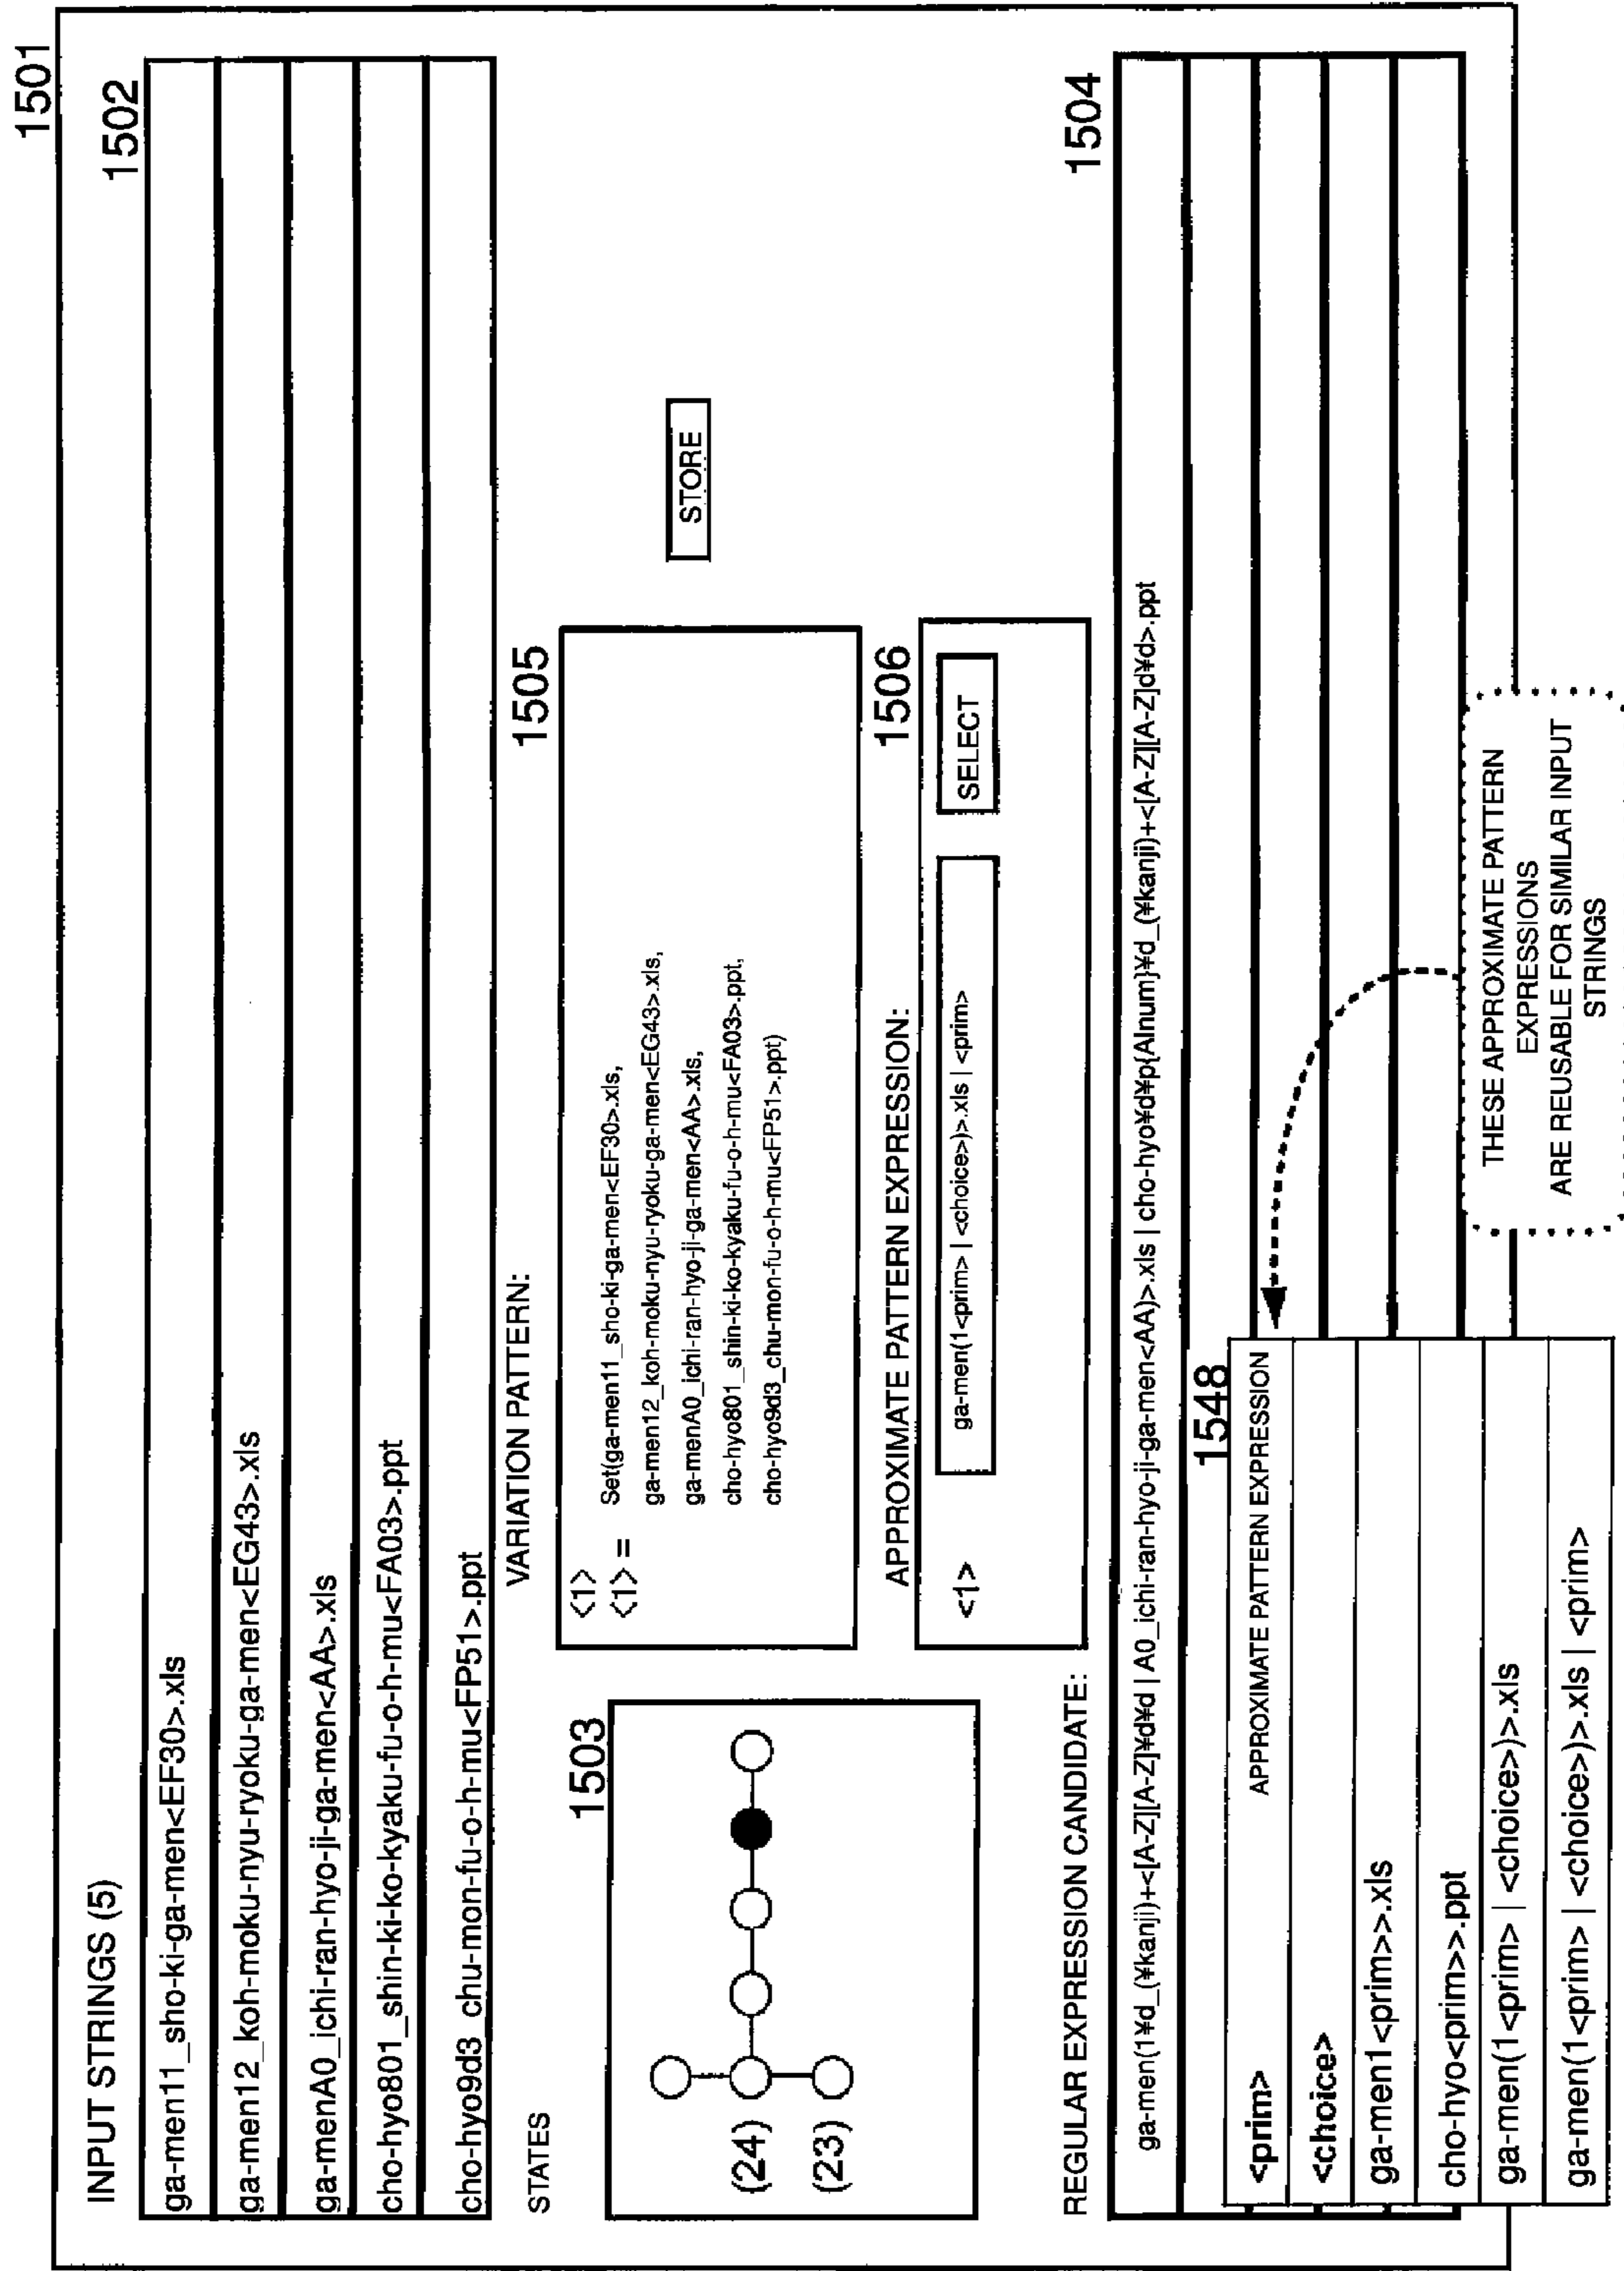 1501
1502
INPUT STRINGS (5)
ga-men11_sho-ki-ga-men<EF30>.xls
ga-men12_koh-moku-nyu-ryoku-ga-men<EG43>.xls
ga-menA0_ichi-ran-hyo-ji-ga-men<AA>.xls
cho-hyo801_shin-ki-ko-kyaku-fu-o-h-mu<FA03>.ppt
cho-hyo9d3_chu-mon-fu-o-h-mu<FP51>.ppt
STATES
1503
(24)
(23)
VARIATION PATTERN:
1505
<1>
<1> = Set(ga-men11_sho-ki-ga-men<EF30>.xls,
ga-men12_koh-moku-nyu-ryoku-ga-men<EG43>.xls,
ga-menA0_ichi-ran-hyo-ji-ga-men<AA>.xls,
cho-hyo801_shin-ki-ko-kyaku-fu-o-h-mu<FA03>.ppt,
cho-hyo9d3_chu-mon-fu-o-h-mu<FP51>.ppt)
STORE
APPROXIMATE PATTERN EXPRESSION:
1506
<1>
ga-men(1<prim> | <choice>)>.xls | <prim>
SELECT
REGULAR EXPRESSION CANDIDATE:
1504
ga-men(1¥d_(¥kanji)+<[A-Z][A-Z]¥d¥d | A0_ichi-ran-hyo-ji-ga-men<AA)>.xls | cho-hyo¥d¥p{Alnum}¥d_(¥kanji)+<[A-Z][A-Z]d¥d>.ppt
1548
APPROXIMATE PATTERN EXPRESSION
<prim>
<choice>
ga-men1<prim>>.xls
cho-hyo<prim>>.ppt
ga-men(1<prim> | <choice>)>.xls
ga-men(1<prim> | <choice>)>.xls | <prim>
THESE APPROXIMATE PATTERN
EXPRESSIONS
ARE REUSABLE FOR SIMILAR INPUT
STRINGS